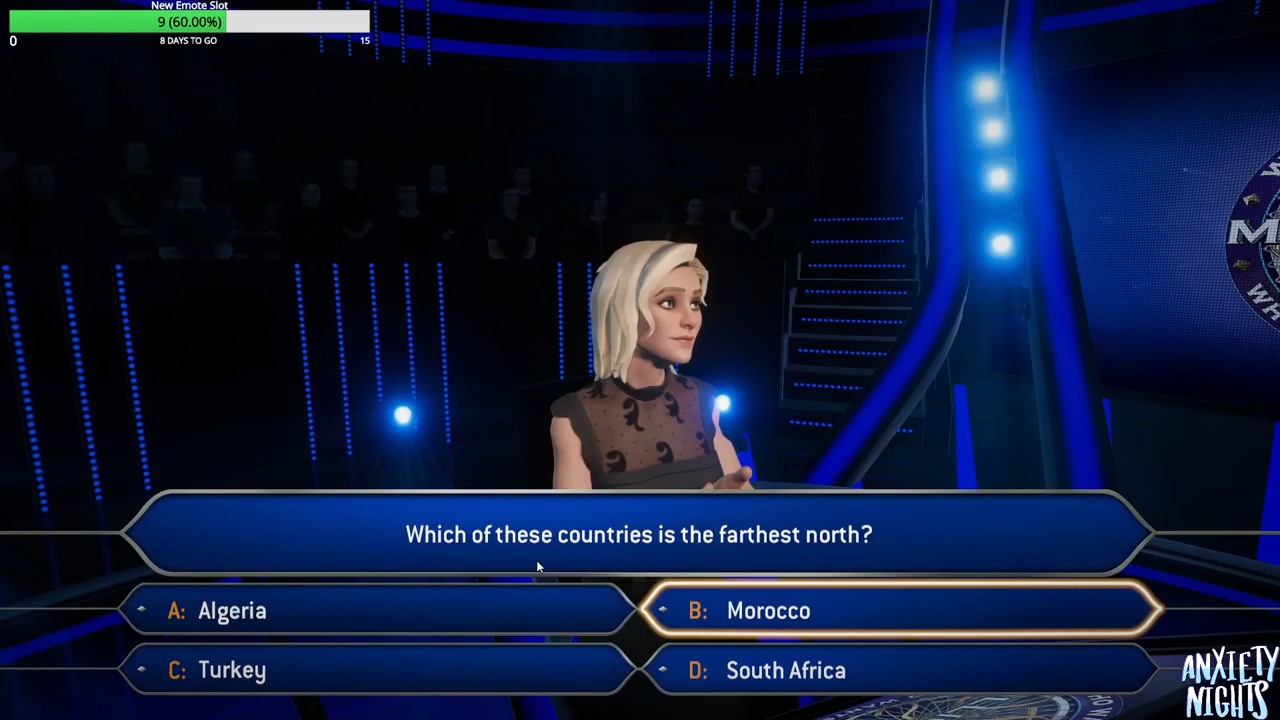 New Emote Slot
9 (60.00%)
0
8 DAYS TO GO
15
Which of these countries is the farthest north?
A: Algeria
B: Morocco
C: Turkey
D: South Africa
ANXIETY
NIGHTS